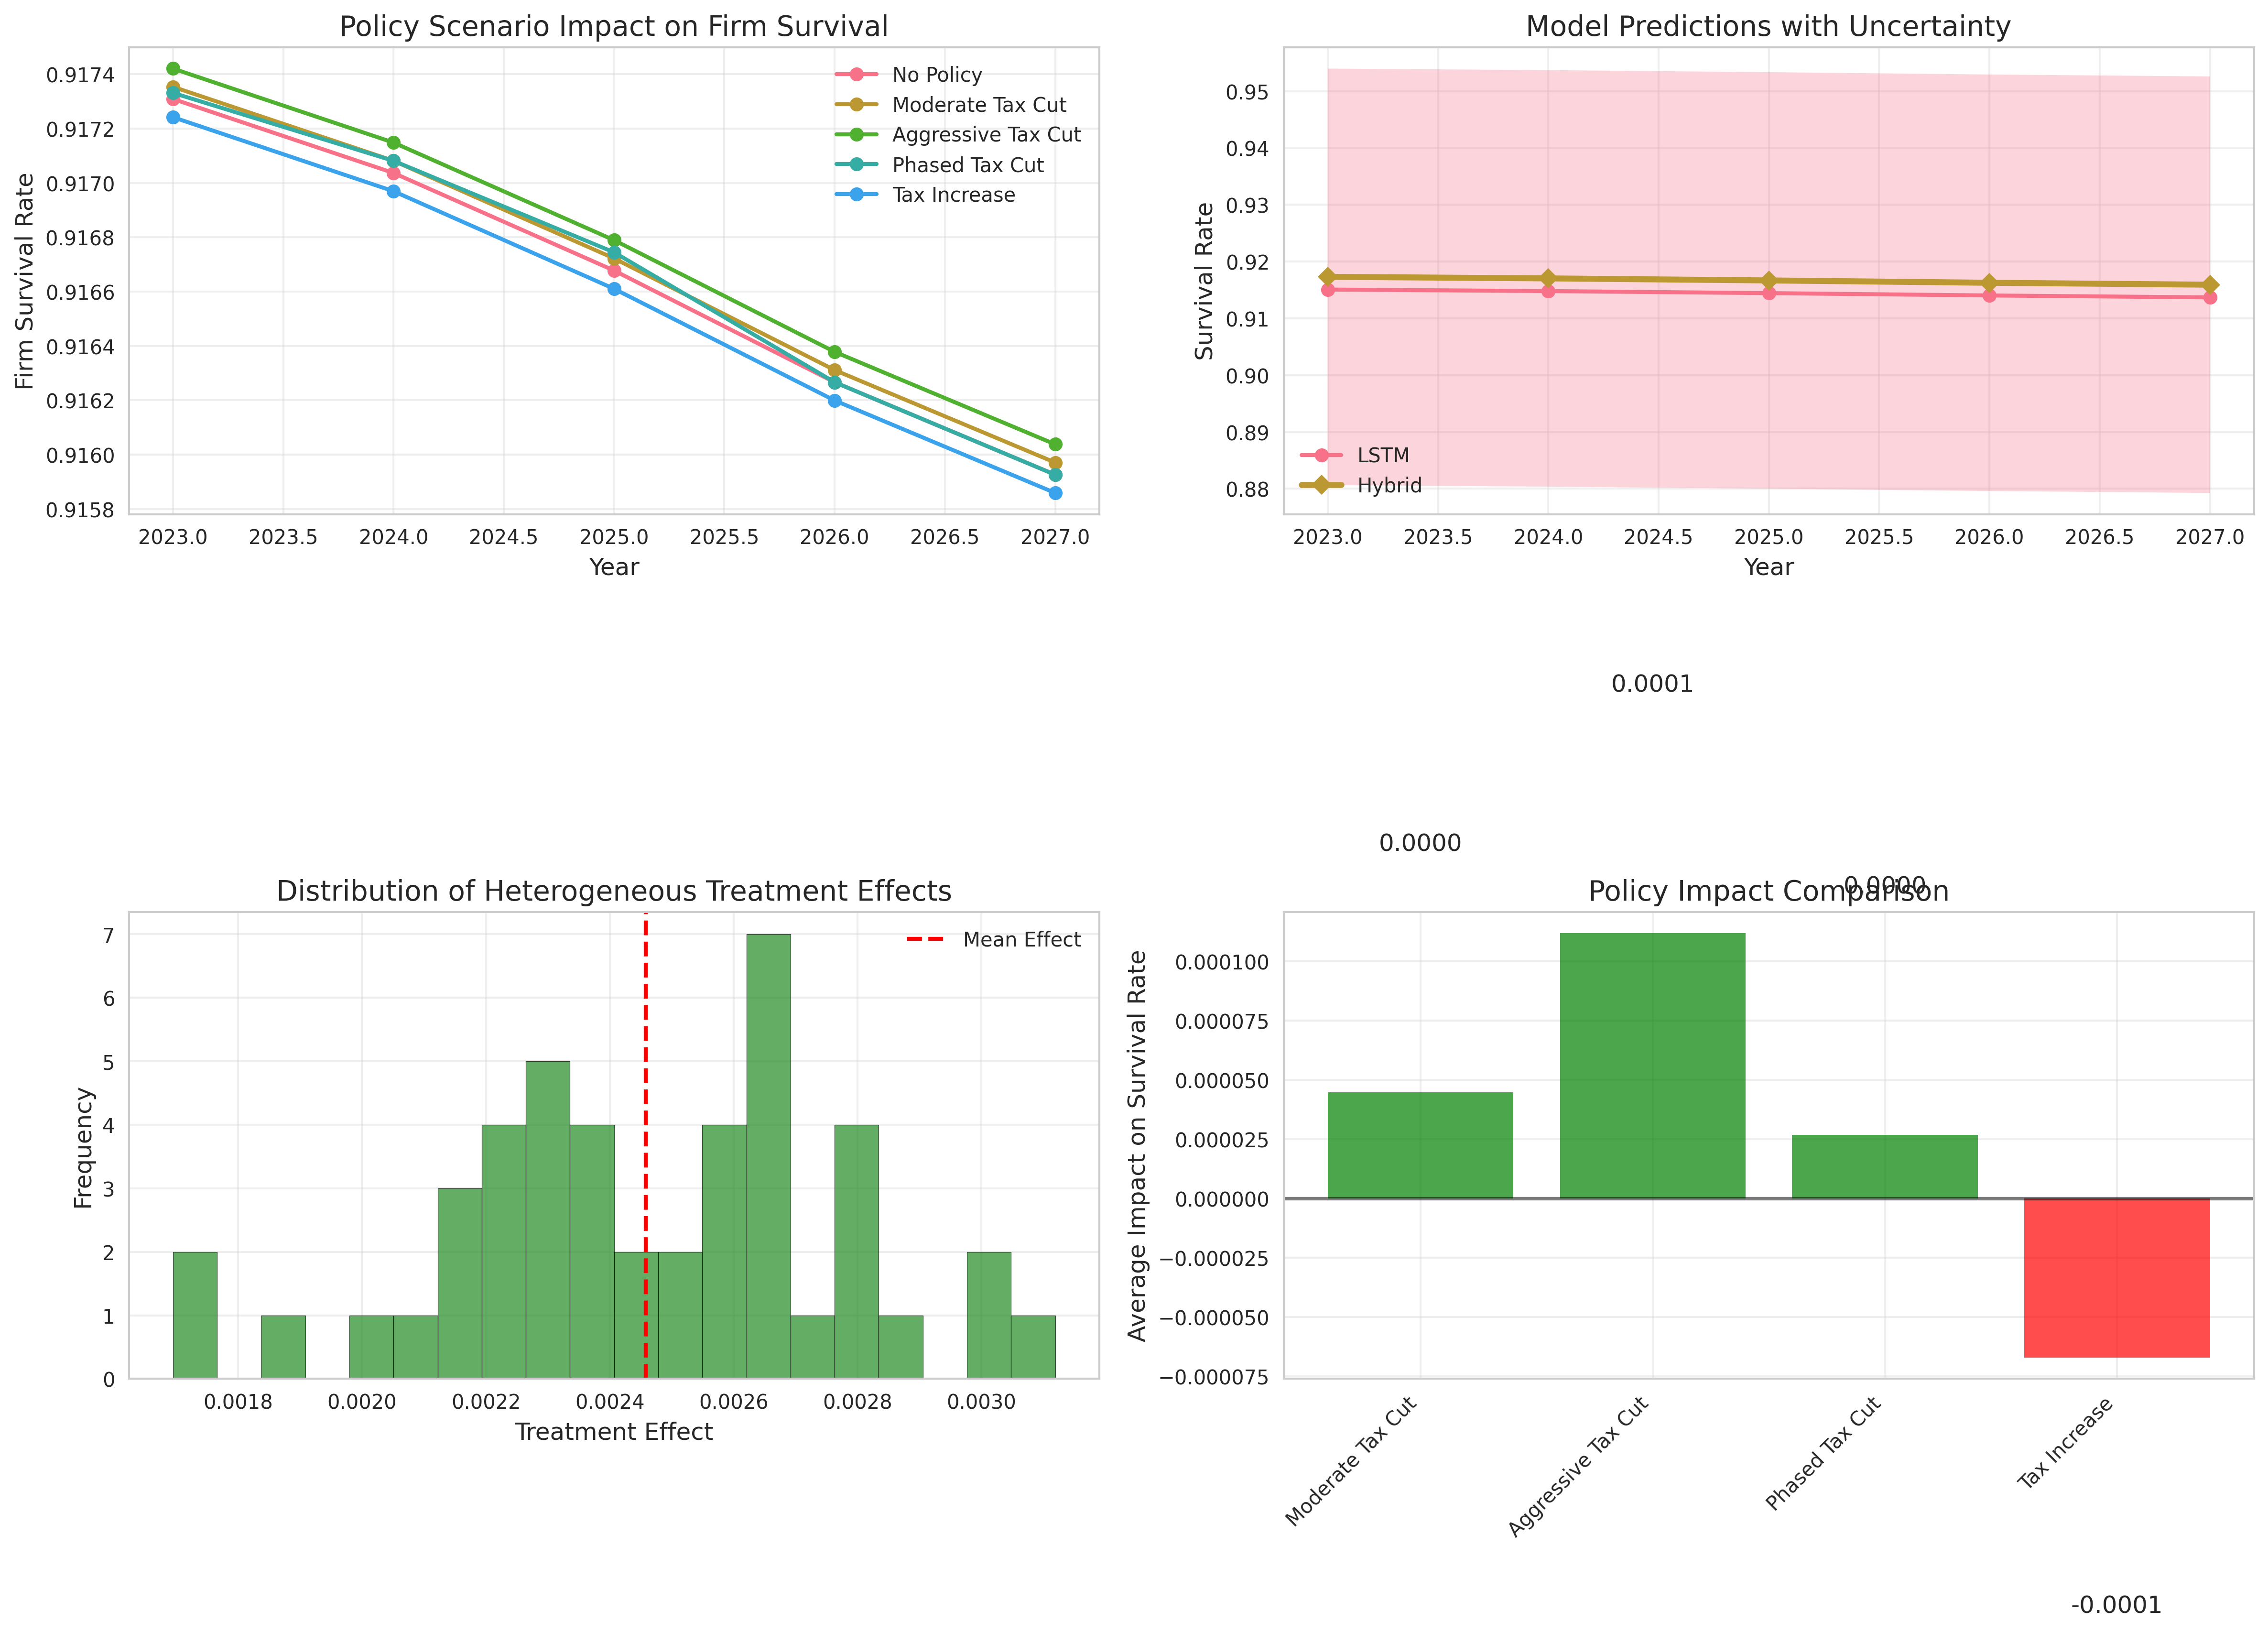 Policy Scenario Impact on Firm Survival
0.9174
0.9172
0.9170
0.9168
0.9166
0.9164
0.9162
0.9160
0.9158
Firm Survival Rate
No Policy
Moderate Tax Cut
Aggressive Tax Cut
Phased Tax Cut
Tax Increase
2023.0 2023.5 2024.0 2024.5 2025.0 2025.5 2026.0 2026.5 2027.0
Year
Model Predictions with Uncertainty
0.95
0.94
0.93
0.92
0.91
0.90
0.89
0.88
Survival Rate
LSTM
Hybrid
2023.0 2023.5 2024.0 2024.5 2025.0 2025.5 2026.0 2026.5 2027.0
Year
0.0001
0.0000
0.0000
Distribution of Heterogeneous Treatment Effects
7
6
5
4
3
2
1
0
Frequency
Mean Effect
0.0018 0.0020 0.0022 0.0024 0.0026 0.0028 0.0030
Treatment Effect
Policy Impact Comparison
0.000100
0.000075
0.000050
0.000025
0.000000
−0.000025
−0.000050
−0.000075
Average Impact on Survival Rate
Moderate Tax Cut
Aggressive Tax Cut
Phased Tax Cut
Tax Increase
-0.0001